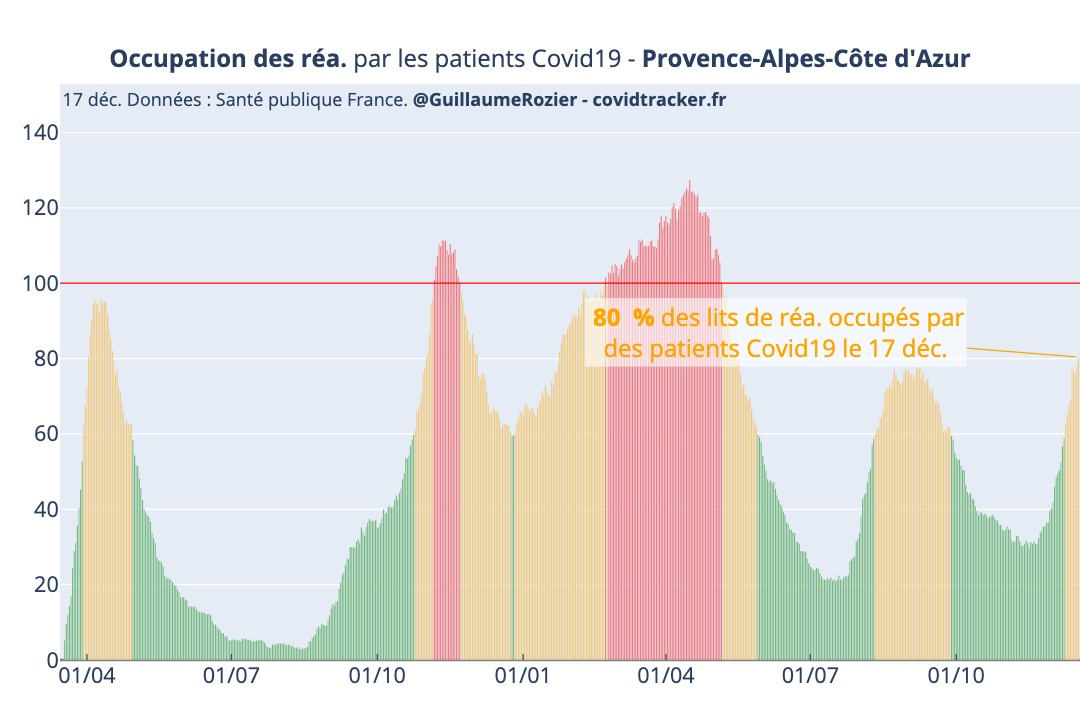 Occupation des réa. par les patients Covid19 - Provence-Alpes-Côte d'Azur
17 déc. Données : Santé publique France. @GuillaumeRozier - covidtracker.fr
140
120
100
80 % des lits de réa. occupés par
des patients Covid19 le 17 déc.
80
60
40
20
0
01/04 01/07 01/10 01/01 01/04 01/07 01/10